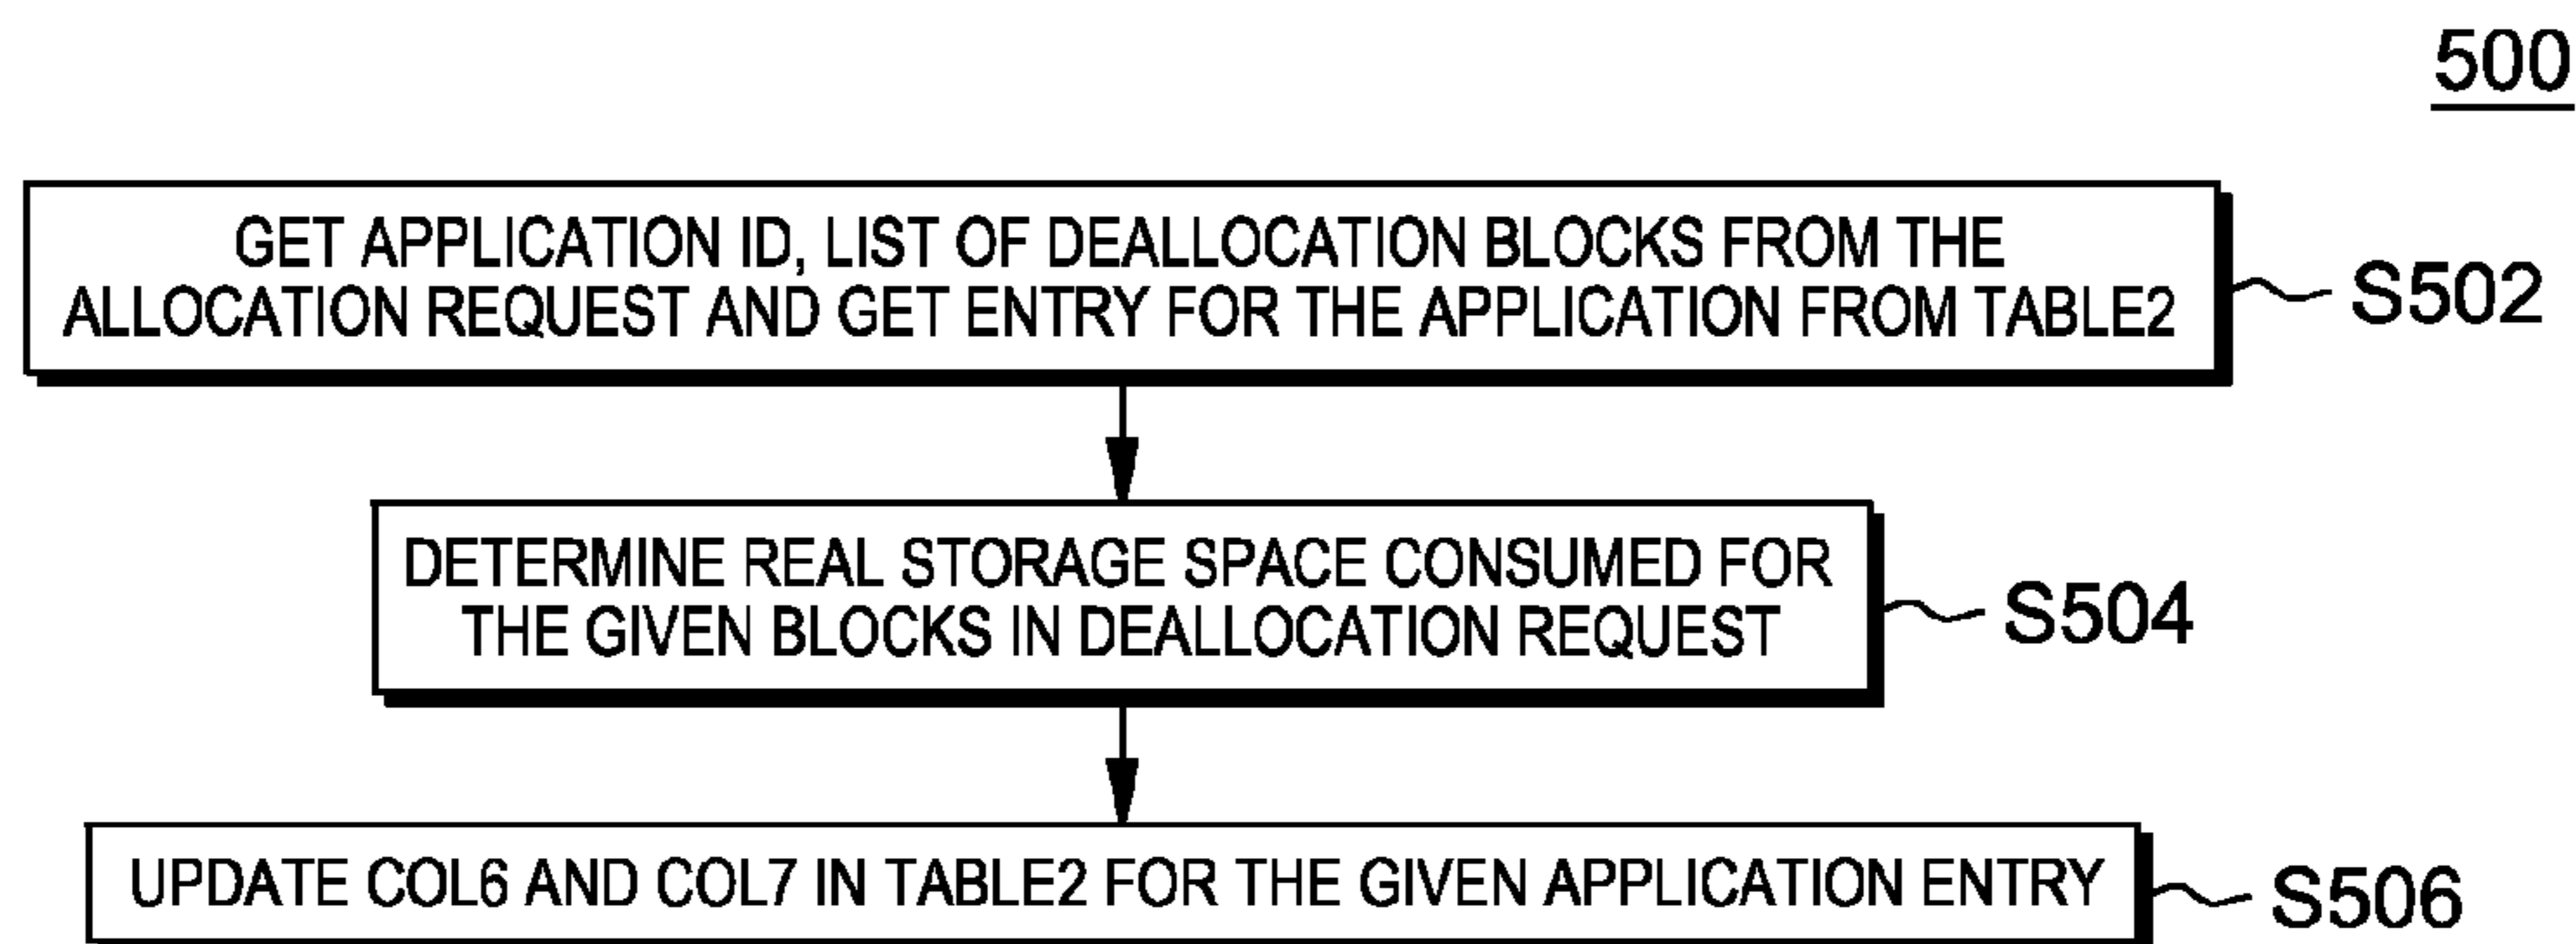 500
GET APPLICATION ID, LIST OF DEALLOCATION BLOCKS FROM THE
ALLOCATION REQUEST AND GET ENTRY FOR THE APPLICATION FROM TABLE2
S502
DETERMINE REAL STORAGE SPACE CONSUMED FOR
THE GIVEN BLOCKS IN DEALLOCATION REQUEST
S504
UPDATE COL6 AND COL7 IN TABLE2 FOR THE GIVEN APPLICATION ENTRY
S506